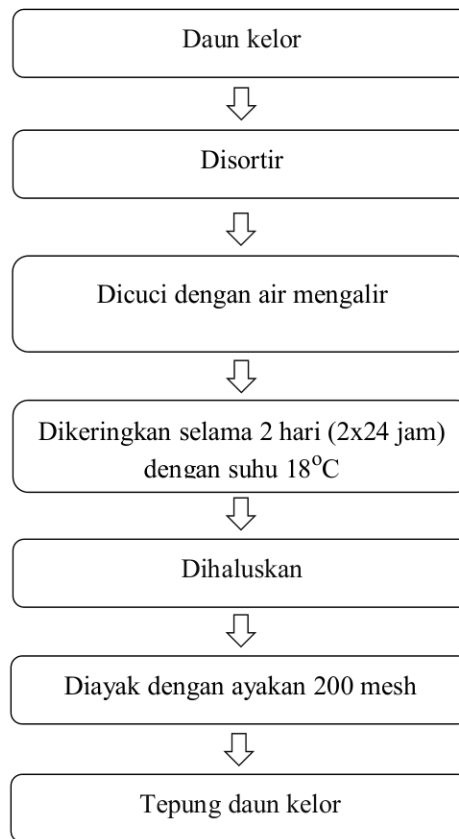 Daun kelor
Disortir
Dicuci dengan air mengalir
Dikeringkan selama 2 hari (2x24 jam)
dengan suhu 18°C
Dihaluskan
Diayak dengan ayakan 200 mesh
Tepung daun kelor